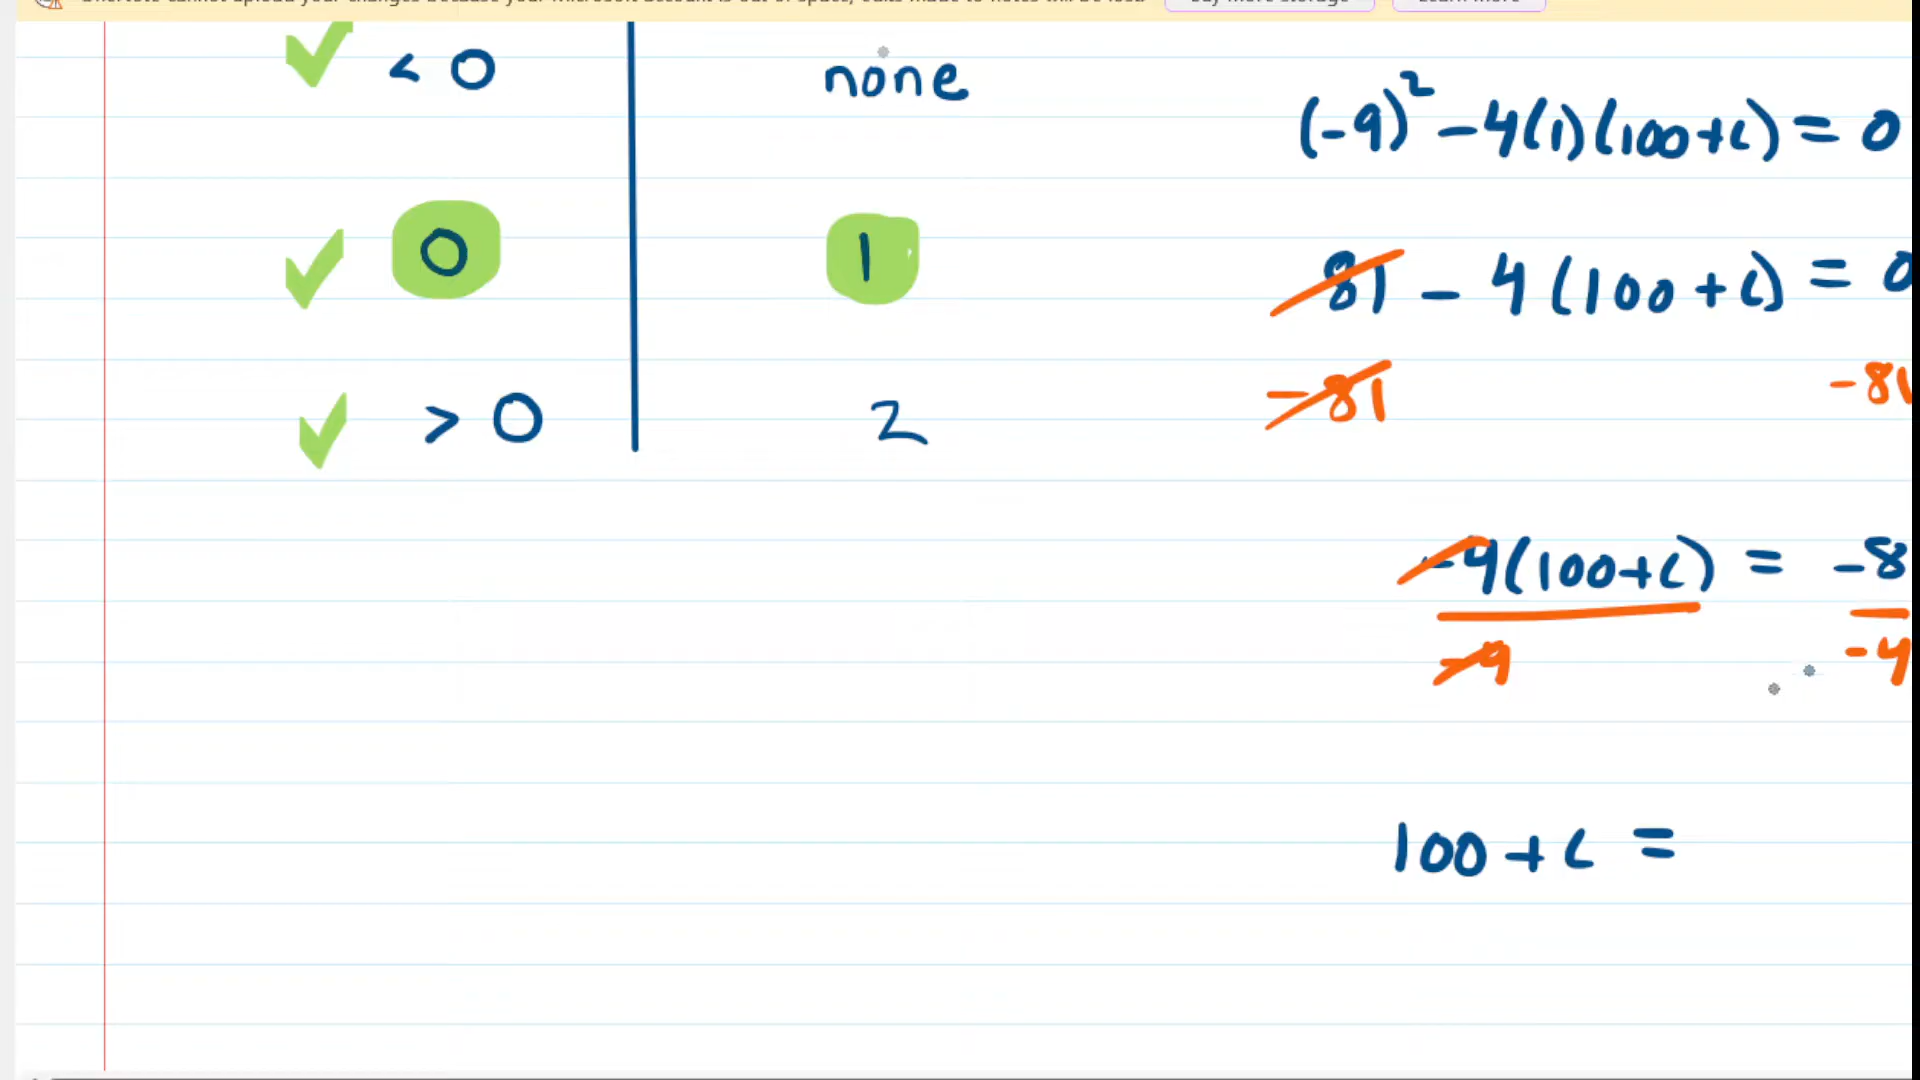 < 0 none
0 1
> 0 2
(-9)² -4(1)(100+c) = 0
81 - 4(100+c) = 0
-81 -81
-4(100+c) = -8
-4 -4
100 + c =